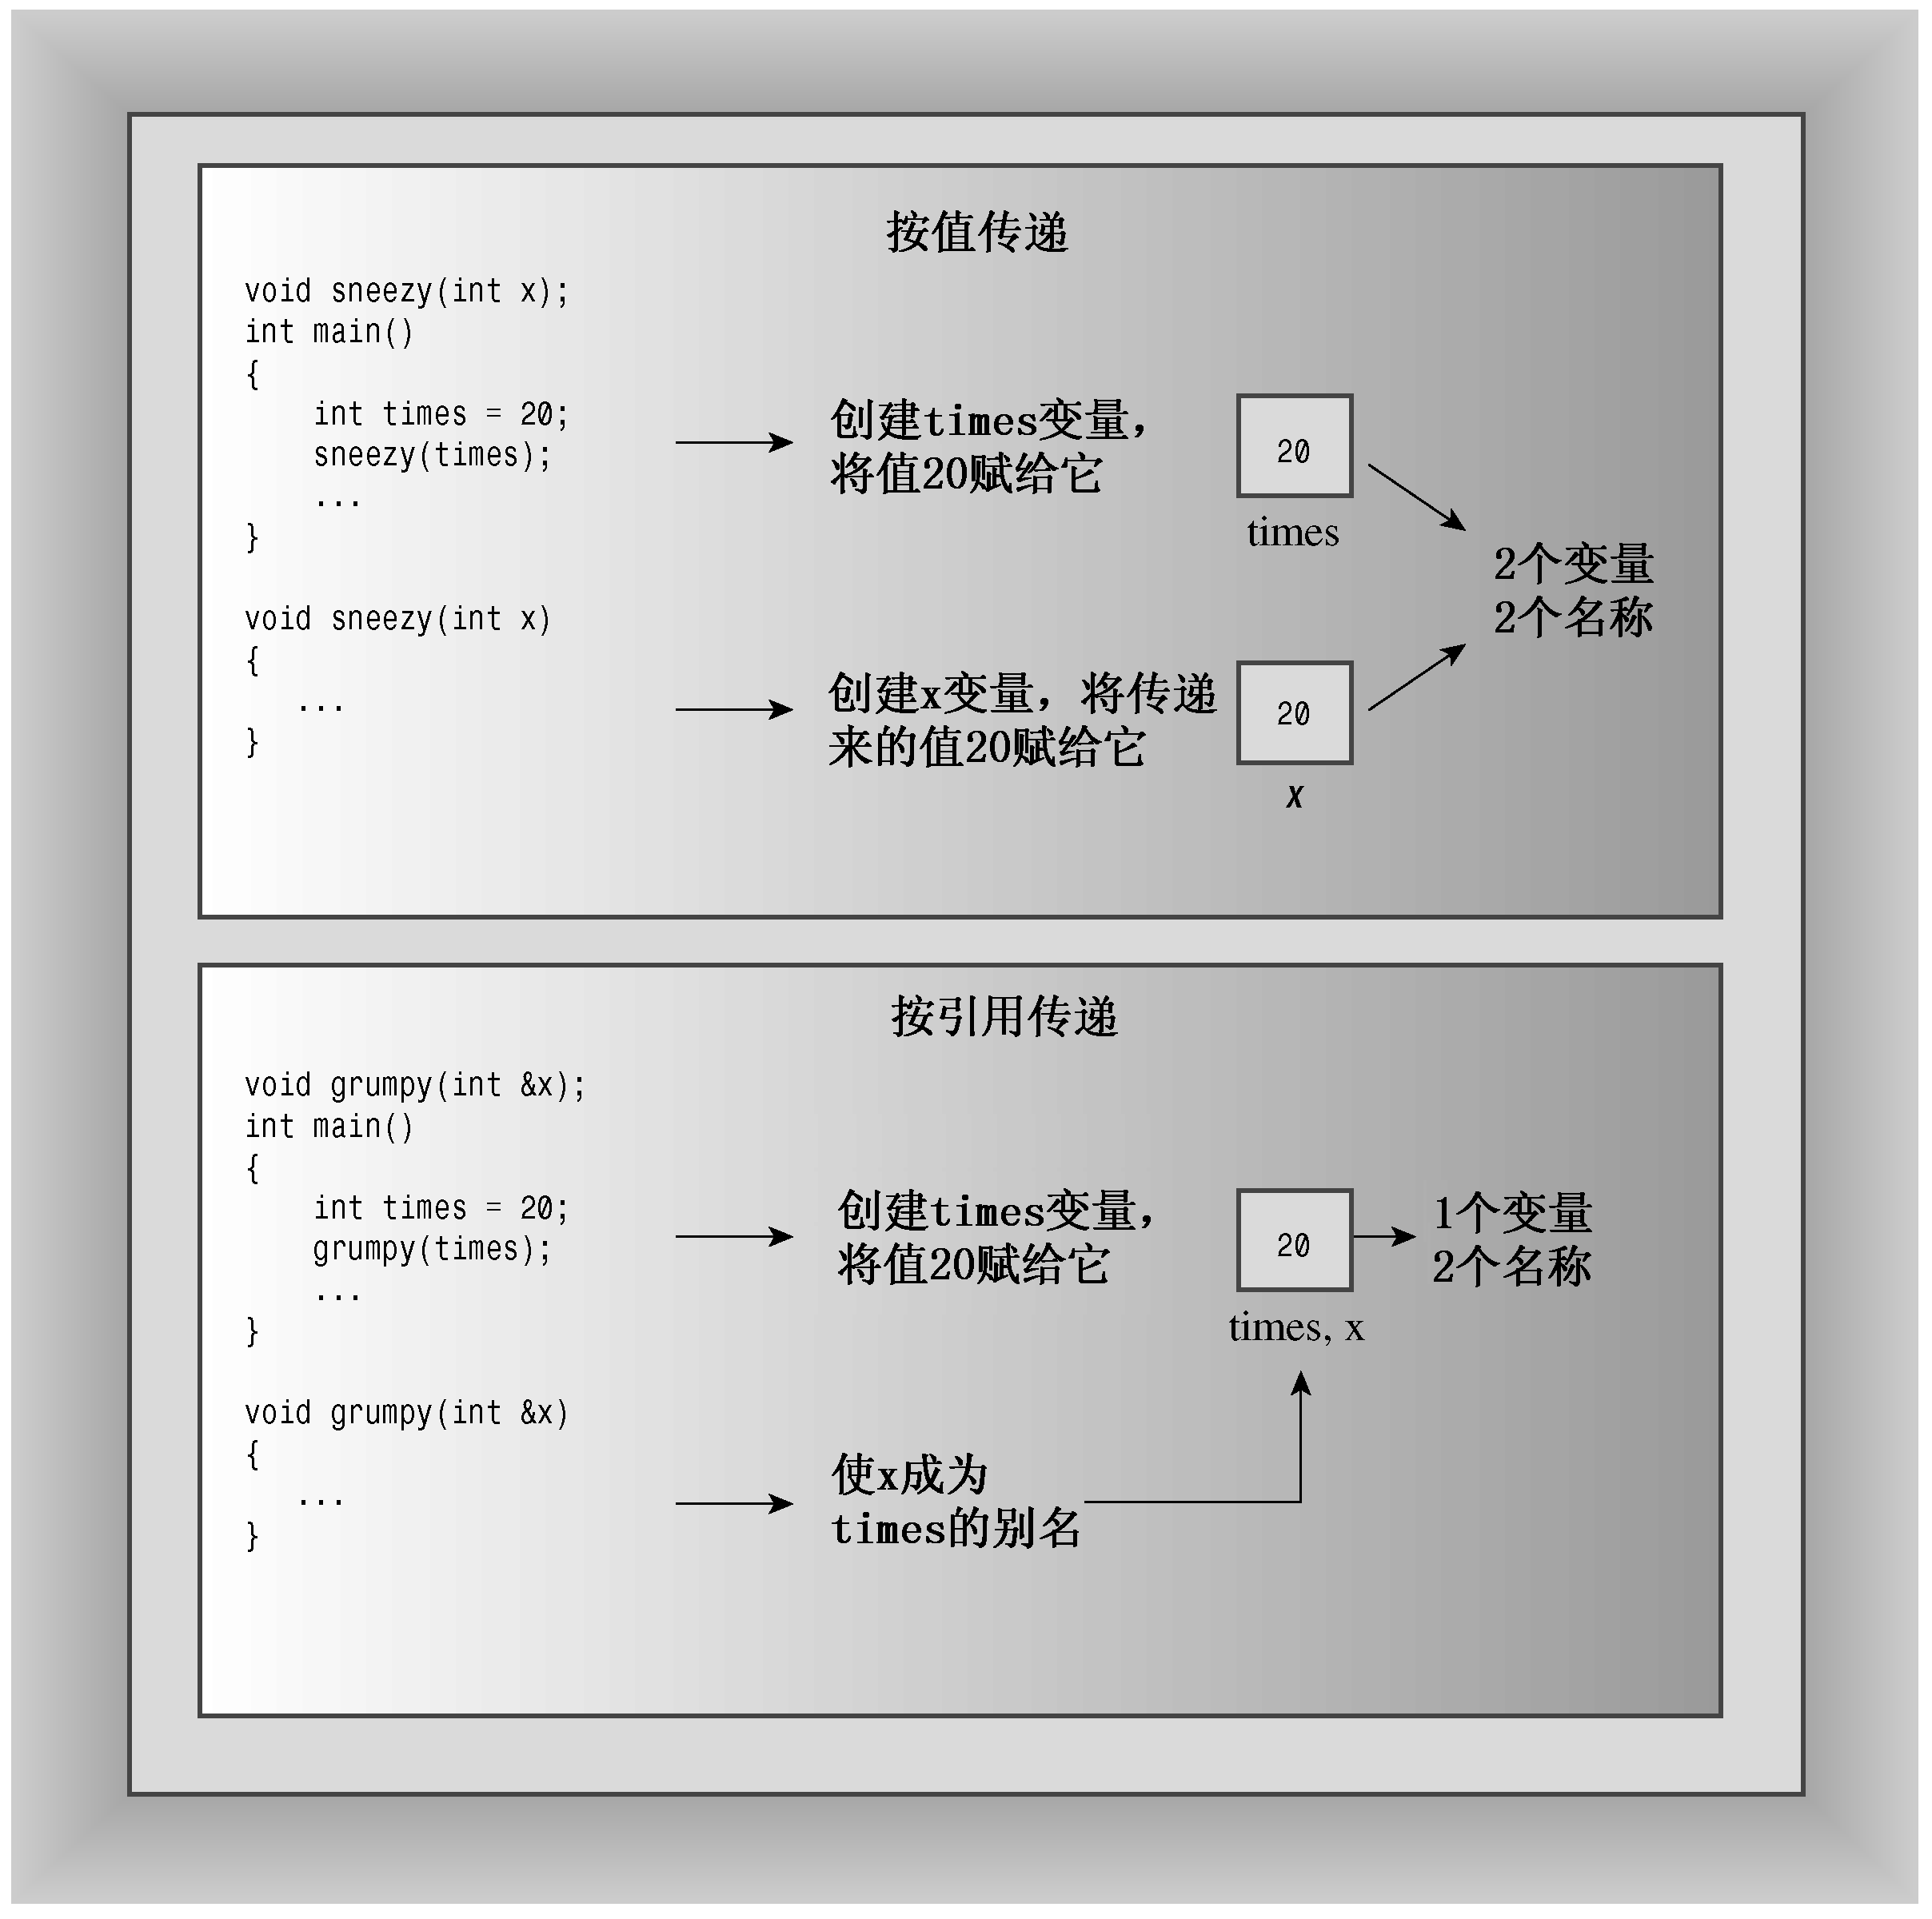 按值传递
void sneezy(int x);
int main()
{
int times = 20;
sneezy(times);
...
}
创建times变量，
将值20赋给它
20
times
2个变量
2个名称
void sneezy(int x)
{
...
}
创建x变量，将传递
来的值20赋给它
20
x
按引用传递
void grumpy(int &x);
int main()
{
int times = 20;
grumpy(times);
...
}
创建times变量，
将值20赋给它
20
times, x
1个变量
2个名称
void grumpy(int &x)
{
...
}
使x成为
times的别名